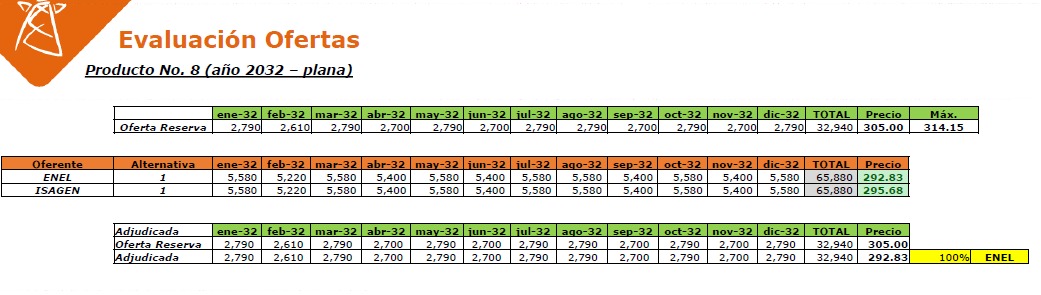 Evaluación Ofertas
Producto No. 8 (año 2032 – plana)
ene-32 feb-32 mar-32 abr-32 may-32 jun-32 jul-32 ago-32 sep-32 oct-32 nov-32 dic-32 TOTAL Precio Máx.
Oferta Reserva 2,790 2,610 2,790 2,700 2,790 2,700 2,790 2,790 2,700 2,790 2,700 2,790 32,940 305.00 314.15
Oferente Alternativa ene-32 feb-32 mar-32 abr-32 may-32 jun-32 jul-32 ago-32 sep-32 oct-32 nov-32 dic-32 TOTAL Precio
ENEL 1 5,580 5,220 5,580 5,400 5,580 5,400 5,580 5,580 5,400 5,580 5,400 5,580 65,880 292.83
ISAGEN 1 5,580 5,220 5,580 5,400 5,580 5,400 5,580 5,580 5,400 5,580 5,400 5,580 65,880 295.68
Adjudicada ene-32 feb-32 mar-32 abr-32 may-32 jun-32 jul-32 ago-32 sep-32 oct-32 nov-32 dic-32 TOTAL Precio
Oferta Reserva 2,790 2,610 2,790 2,700 2,790 2,700 2,790 2,790 2,700 2,790 2,700 2,790 32,940 305.00
Adjudicada 2,790 2,610 2,790 2,700 2,790 2,700 2,790 2,790 2,700 2,790 2,700 2,790 32,940 292.83 100% ENEL